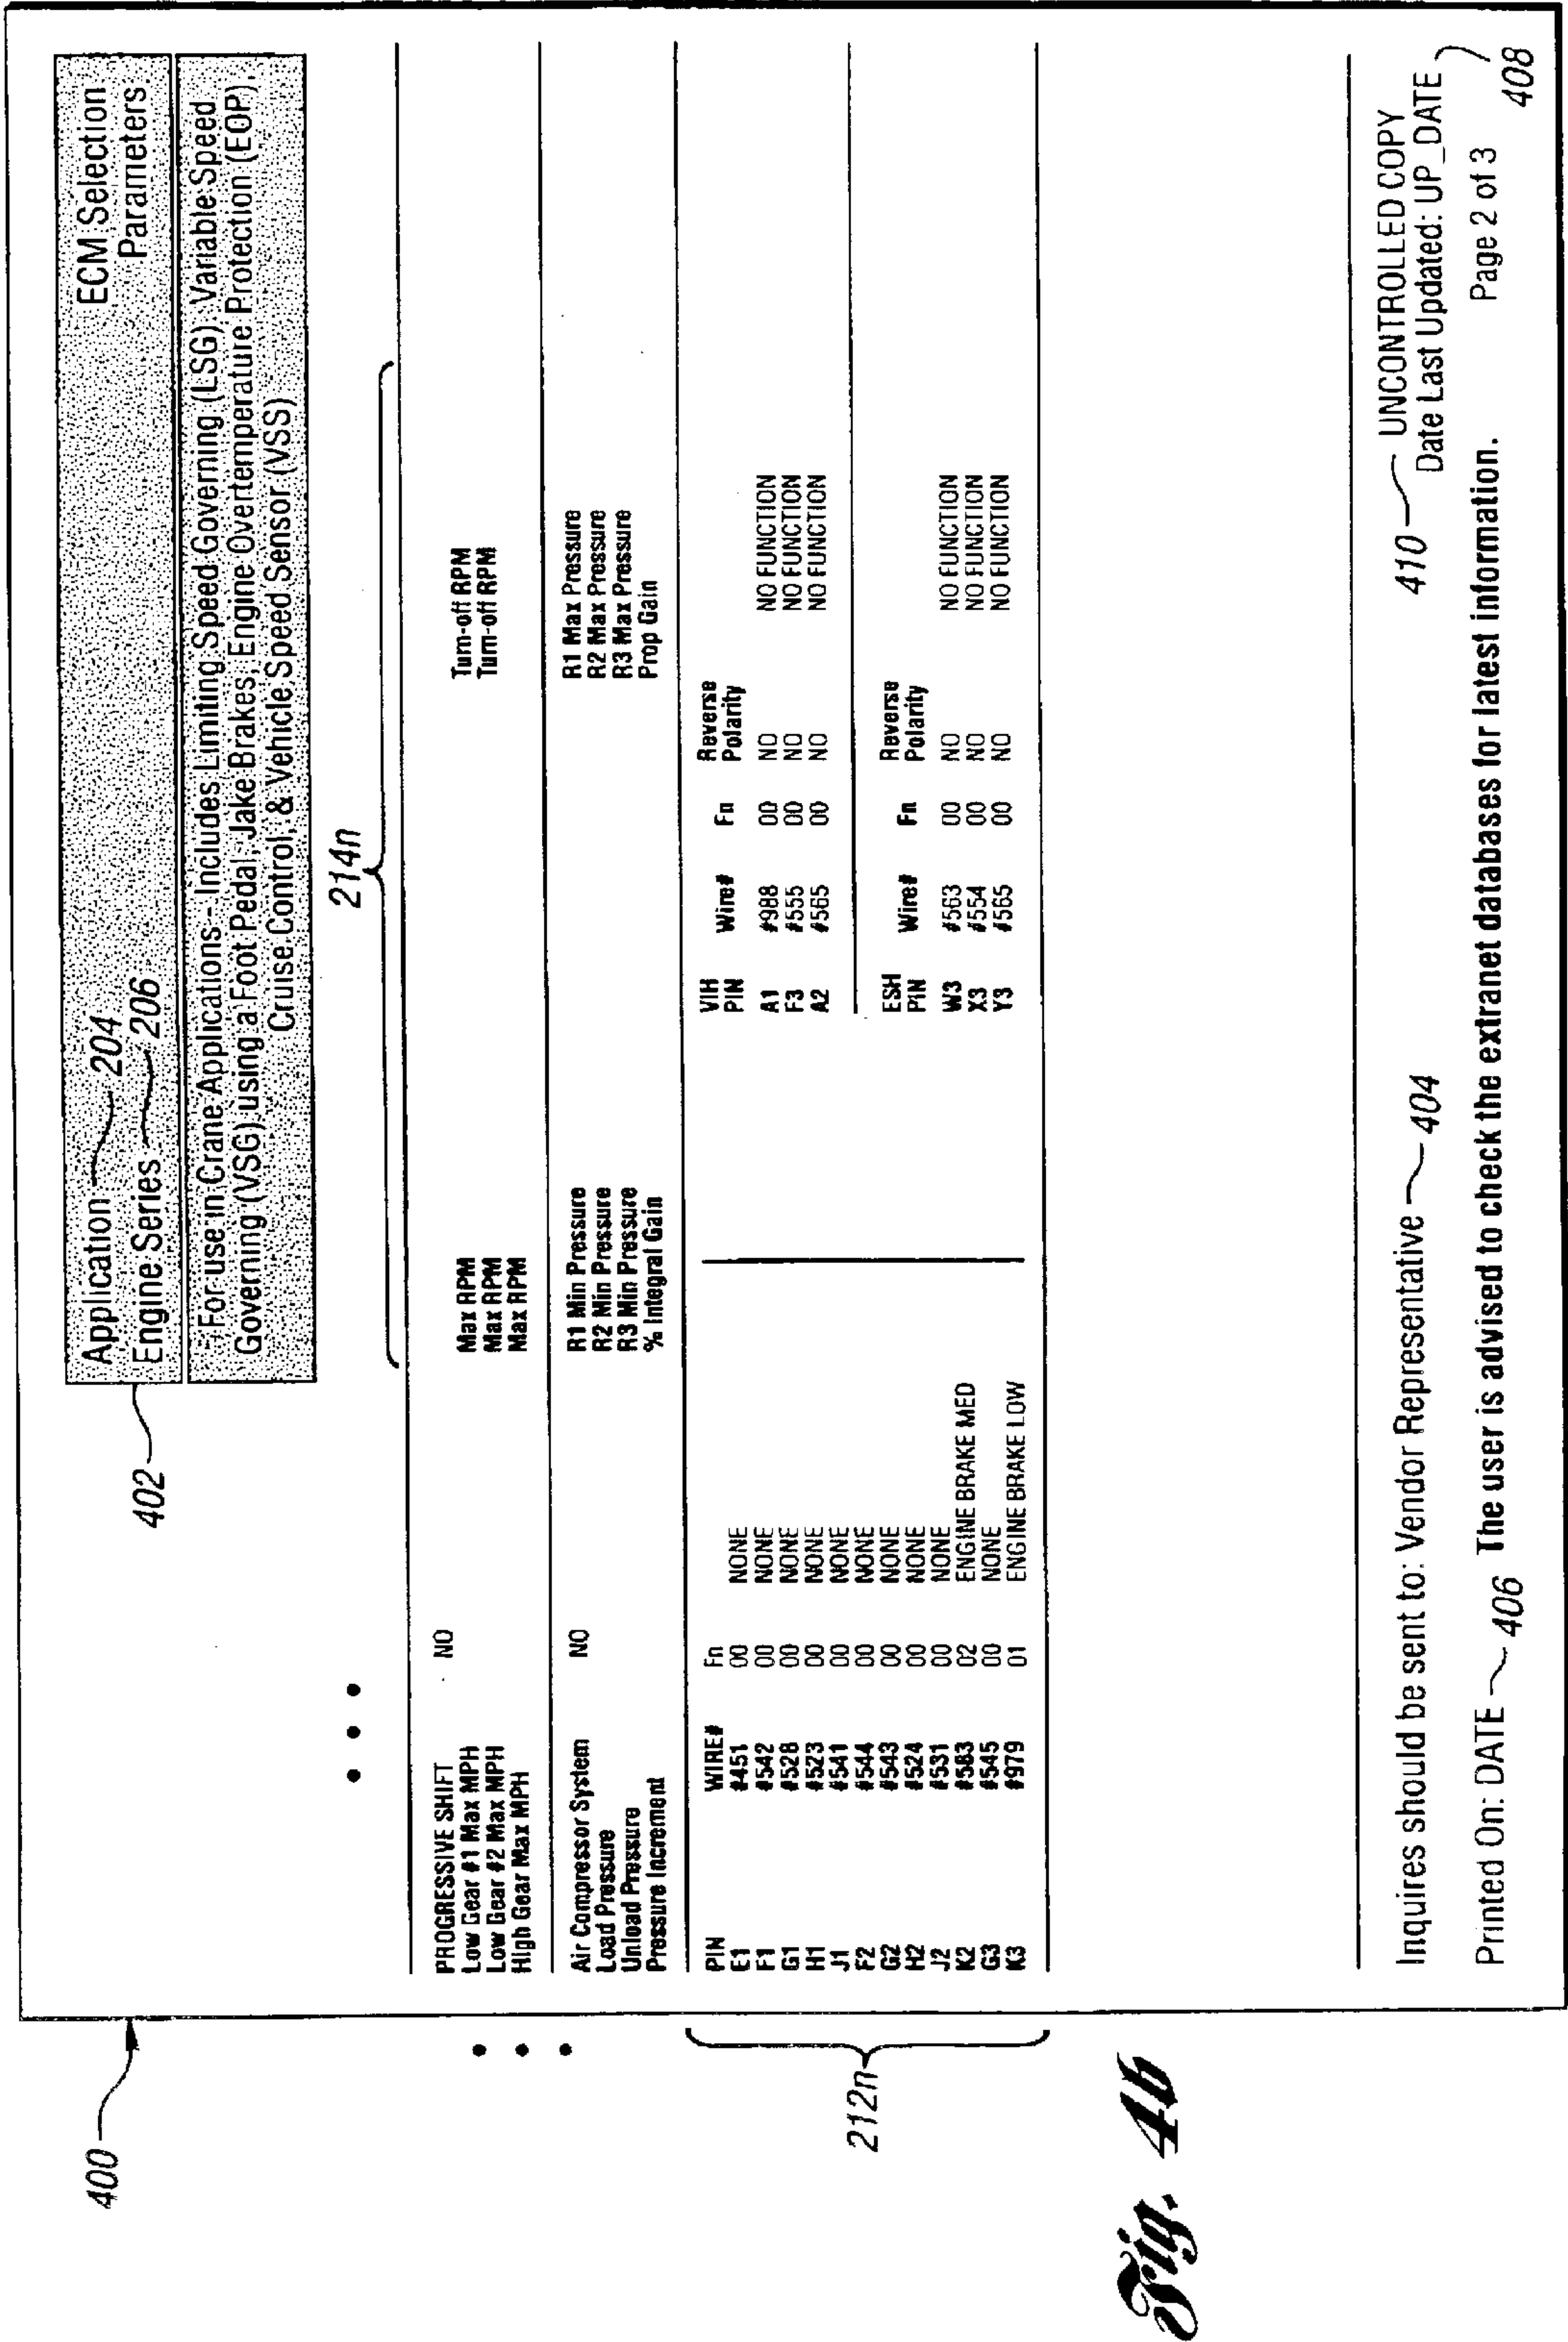 400
402
Application 204 ECM Selection
Engine Series 206 Parameters
For use in Crane Applications - Includes Limiting Speed Governing (LSG), Variable Speed
Governing (VSG) using a Foot Pedal, Jake Brakes, Engine Overtemperature Protection (EOP),
Cruise Control, & Vehicle Speed Sensor (VSS)
214n
PROGRESSIVE SHIFT NO
Low Gear #1 Max MPH Max RPM Turn-off RPM
Low Gear #2 Max MPH Max RPM Turn-off RPM
High Gear Max MPH Max RPM
Air Compressor System NO R1 Min Pressure R1 Max Pressure
Load Pressure R2 Min Pressure R2 Max Pressure
Unload Pressure R3 Min Pressure R3 Max Pressure
Pressure Increment % Integral Gain Prop Gain
212n
PIN WIRE# Fn
E1 #451 00 NONE
F1 #542 00 NONE
G1 #528 00 NONE
H1 #523 00 NONE
J1 #541 00 NONE
F2 #544 00 NONE
G2 #543 00 NONE
H2 #524 00 NONE
J2 #531 00 NONE
K2 #583 02 ENGINE BRAKE MED
G3 #545 00 NONE
K3 #979 01 ENGINE BRAKE LOW
VIH Reverse
PIN Wire# Fn Polarity
A1 #988 00 NO NO FUNCTION
F3 #555 00 NO NO FUNCTION
A2 #565 00 NO NO FUNCTION
ESH Reverse
PIN Wire# Fn Polarity
W3 #563 00 NO NO FUNCTION
X3 #554 00 NO NO FUNCTION
Y3 #565 00 NO NO FUNCTION
Inquires should be sent to: Vendor Representative 404 410 UNCONTROLLED COPY
Date Last Updated: UP_DATE
Printed On: DATE 406 The user is advised to check the extranet databases for latest information. Page 2 of 3
408
Fig. 4b